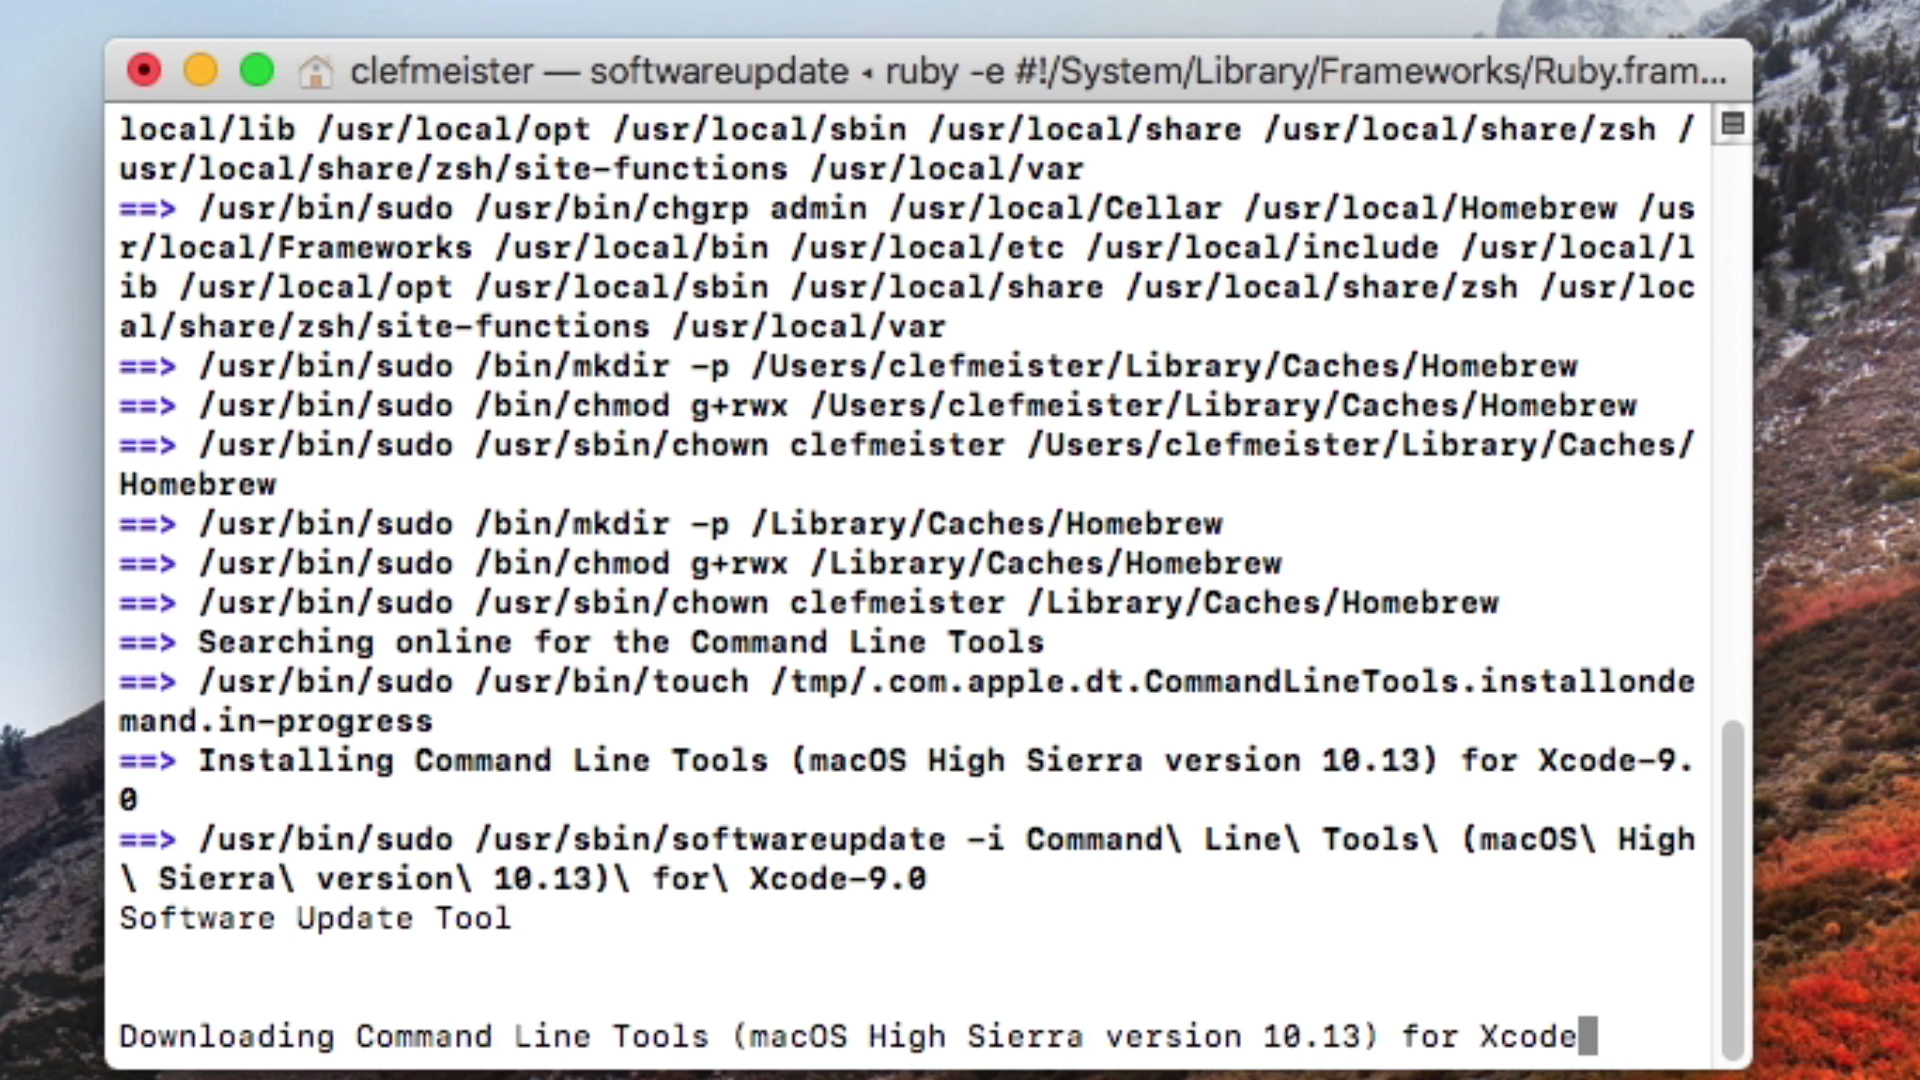 clefmeister — softwareupdate ◂ ruby -e #!/System/Library/Frameworks/Ruby.fram...
local/lib /usr/local/opt /usr/local/sbin /usr/local/share /usr/local/share/zsh /
usr/local/share/zsh/site-functions /usr/local/var
==> /usr/bin/sudo /usr/bin/chgrp admin /usr/local/Cellar /usr/local/Homebrew /us
r/local/Frameworks /usr/local/bin /usr/local/etc /usr/local/include /usr/local/l
ib /usr/local/opt /usr/local/sbin /usr/local/share /usr/local/share/zsh /usr/loc
al/share/zsh/site-functions /usr/local/var
==> /usr/bin/sudo /bin/mkdir -p /Users/clefmeister/Library/Caches/Homebrew
==> /usr/bin/sudo /bin/chmod g+rwx /Users/clefmeister/Library/Caches/Homebrew
==> /usr/bin/sudo /usr/sbin/chown clefmeister /Users/clefmeister/Library/Caches/
Homebrew
==> /usr/bin/sudo /bin/mkdir -p /Library/Caches/Homebrew
==> /usr/bin/sudo /bin/chmod g+rwx /Library/Caches/Homebrew
==> /usr/bin/sudo /usr/sbin/chown clefmeister /Library/Caches/Homebrew
==> Searching online for the Command Line Tools
==> /usr/bin/sudo /usr/bin/touch /tmp/.com.apple.dt.CommandLineTools.installonde
mand.in-progress
==> Installing Command Line Tools (macOS High Sierra version 10.13) for Xcode-9.
0
==> /usr/bin/sudo /usr/sbin/softwareupdate -i Command\ Line\ Tools\ (macOS\ High
\ Sierra\ version\ 10.13)\ for\ Xcode-9.0
Software Update Tool
Downloading Command Line Tools (macOS High Sierra version 10.13) for Xcode